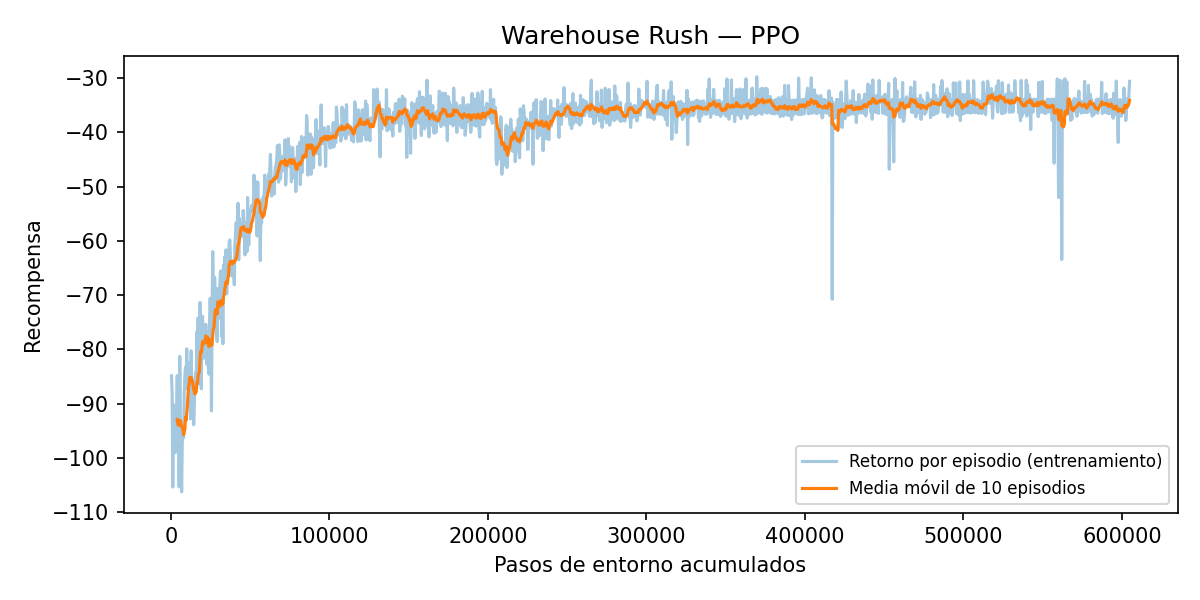 Warehouse Rush — PPO
Recompensa
−30
−40
−50
−60
−70
−80
−90
−100
−110
0 100000 200000 300000 400000 500000 600000
Pasos de entorno acumulados
Retorno por episodio (entrenamiento)
Media móvil de 10 episodios